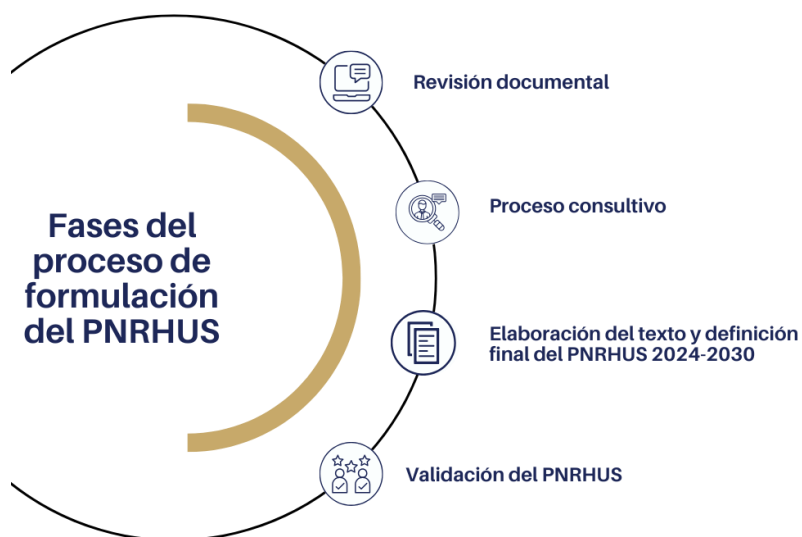 Fases del
proceso de
formulación
del PNRHUS
Revisión documental
Proceso consultivo
Elaboración del texto y definición
final del PNRHUS 2024-2030
Validación del PNRHUS